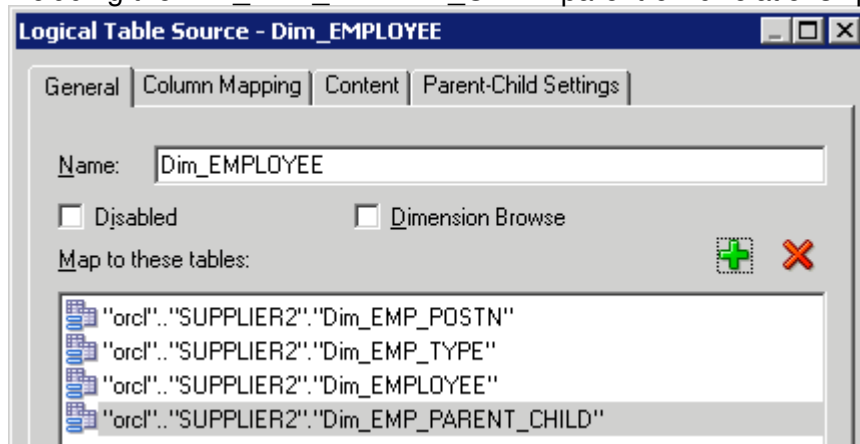 Logical Table Source - Dim_EMPLOYEE
General Column Mapping Content Parent-Child Settings
Name: Dim_EMPLOYEE
Disabled Dimension Browse
Map to these tables:
"orcl".."SUPPLIER2"."Dim_EMP_POSTN"
"orcl".."SUPPLIER2"."Dim_EMP_TYPE"
"orcl".."SUPPLIER2"."Dim_EMPLOYEE"
"orcl".."SUPPLIER2"."Dim_EMP_PARENT_CHILD"